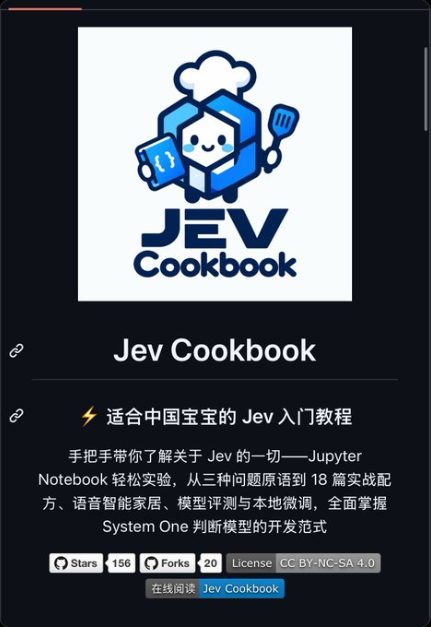 { }
JEV
Cookbook
Jev Cookbook
⚡ 适合中国宝宝的 Jev 入门教程
手把手带你了解关于 Jev 的一切——Jupyter
Notebook 轻松实验，从三种问题原语到 18 篇实战配
方、语音智能家居、模型评测与本地微调，全面掌握
System One 判断模型的开发范式
Stars 156 Forks 20 License CC BY-NC-SA 4.0
在线阅读 Jev Cookbook